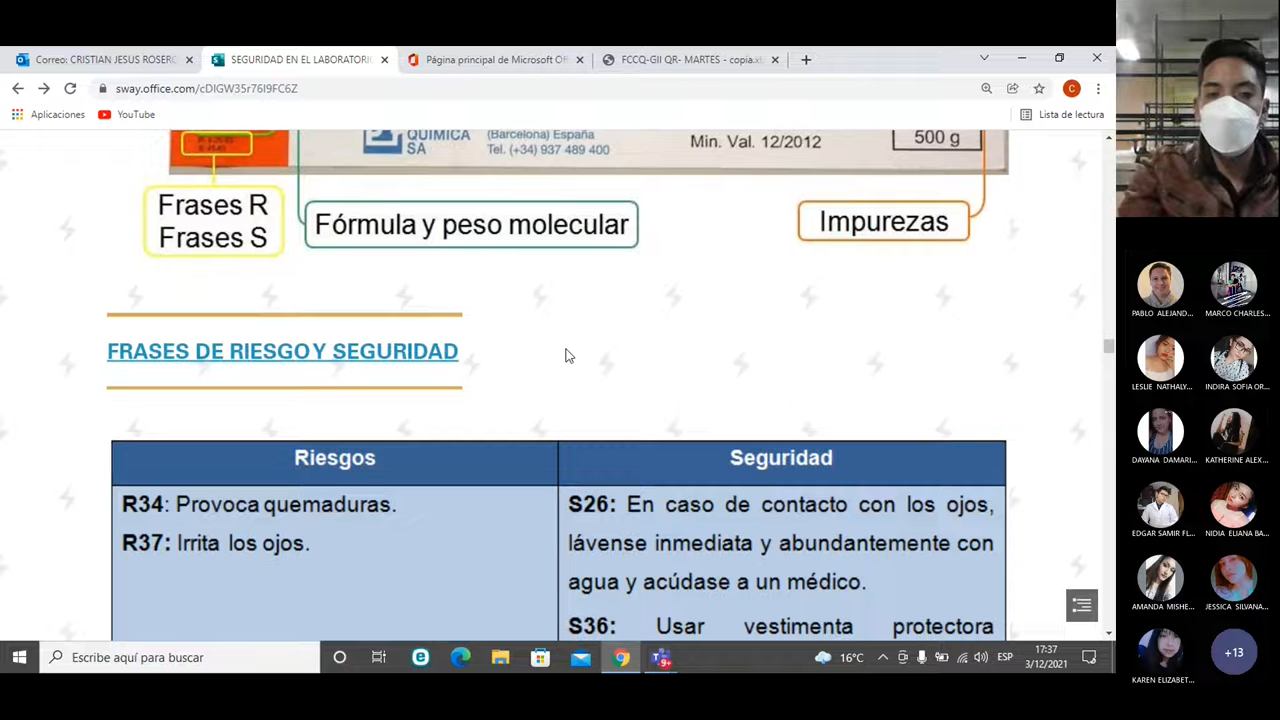 Correo: CRISTIAN JESUS ROSERO
SEGURIDAD EN EL LABORATORIO
Página principal de Microsoft Of
FCCQ-GII QR- MARTES - copia.xl
sway.office.com/cDIGW35r76I9FC6Z
Aplicaciones
YouTube
Lista de lectura
QUIMICA
SA
(Barcelona) España
Tel. (+34) 937 489 400
Min. Val. 12/2012
500 g
Frases R
Frases S
Fórmula y peso molecular
Impurezas
FRASES DE RIESGO Y SEGURIDAD
Riesgos
Seguridad
R34: Provoca quemaduras.
R37: Irrita los ojos.
S26: En caso de contacto con los ojos,
lávense inmediata y abundantemente con
agua y acúdase a un médico.
S36: Usar vestimenta protectora
PABLO ALEJAND...
MARCO CHARLES...
LESLIE NATHALY...
INDIRA SOFIA OR...
DAYANA DAMARI...
KATHERINE ALEX...
EDGAR SAMIR FL...
NIDIA ELIANA BA...
AMANDA MISHE...
JESSICA SILVANA...
KAREN ELIZABET...
+13
Escribe aquí para buscar
9+
16°C
ESP
17:37
3/12/2021